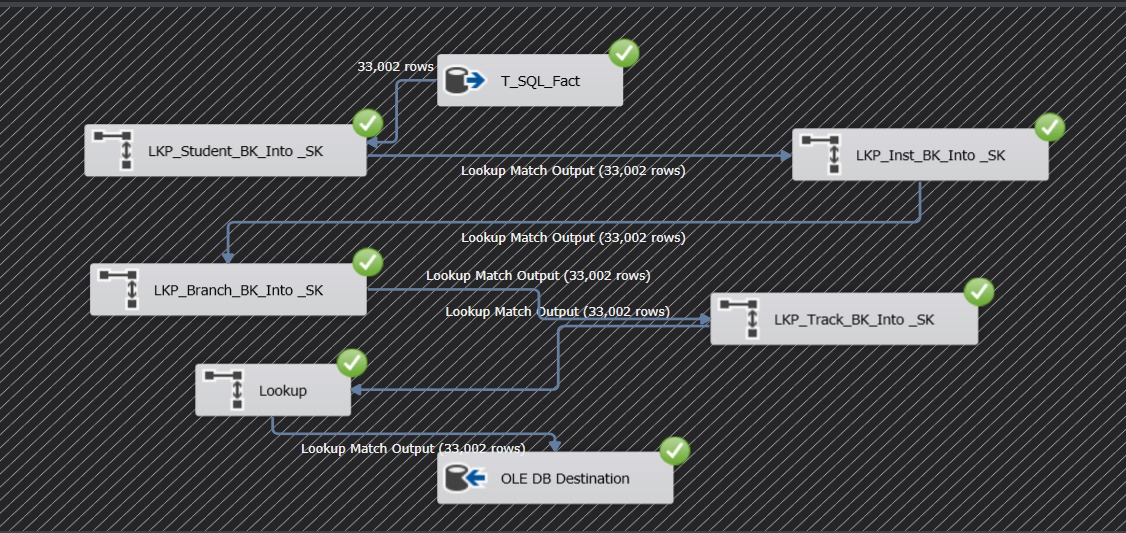 33,002 rows
T_SQL_Fact
LKP_Student_BK_Into _SK
LKP_Inst_BK_Into _SK
Lookup Match Output (33,002 rows)
Lookup Match Output (33,002 rows)
LKP_Branch_BK_Into _SK
Lookup Match Output (33,002 rows)
Lookup Match Output (33,002 rows)
LKP_Track_BK_Into _SK
Lookup
Lookup Match Output (33,002 rows)
OLE DB Destination